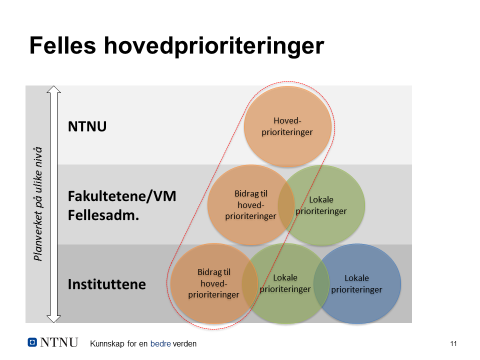 Felles hovedprioriteringer
Planverket på ulike nivå
NTNU
Hoved-
prioriteringer
Fakultetene/VM
Fellesadm.
Bidrag til
hoved-
prioriteringer
Lokale
prioriteringer
Instituttene
Bidrag til
hoved-
prioriteringer
Lokale
prioriteringer
Lokale
prioriteringer
NTNU
Kunnskap for en bedre verden
11